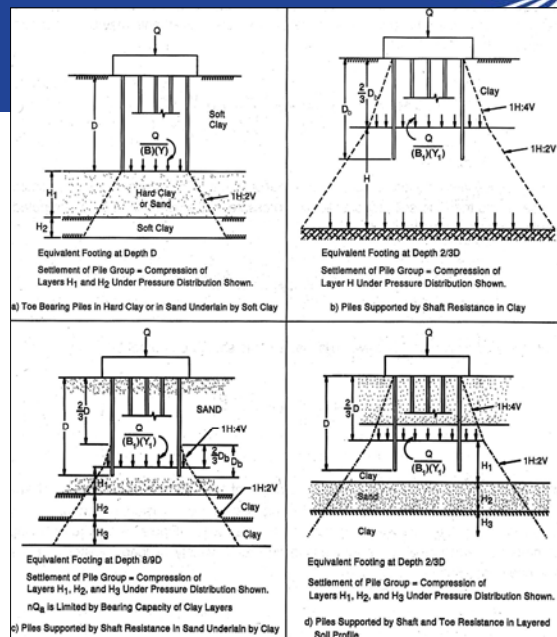 Q
D
Soft
Clay
Q
(B)(Y)
H1
Hard Clay
or Sand
1H:2V
H2
Soft Clay
Equivalent Footing at Depth D
Settlement of Pile Group = Compression of
Layers H1 and H2 Under Pressure Distribution Shown.
a) Toe Bearing Piles in Hard Clay or in Sand Underlain by Soft Clay
Q
2/3 Db
Clay
Db
1H:4V
Q
(B1)(Y1)
1H:2V
H
Equivalent Footing at Depth 2/3D
Settlement of Pile Group = Compression of
Layer H Under Pressure Distribution Shown.
b) Piles Supported by Shaft Resistance in Clay
Q
SAND
2/3 D
D
Q
(B1)(Y1)
1H:4V
2/3 Db
Db
H1
1H:2V
H2
Clay
H3
Clay
Equivalent Footing at Depth 8/9D
Settlement of Pile Group = Compression of
Layers H1, H2, and H3 Under Pressure Distribution Shown.
nQa is Limited by Bearing Capacity of Clay Layers
c) Piles Supported by Shaft Resistance in Sand Underlain by Clay
Q
2/3 D
D
1H:4V
Q
(B1)(Y1)
H1
1H:2V
Clay
Sand
H2
Clay
H3
Equivalent Footing at Depth 2/3D
Settlement of Pile Group = Compression of
Layers H1, H2, and H3 Under Pressure Distribution Shown.
d) Piles Supported by Shaft and Toe Resistance in Layered
Soil Profile